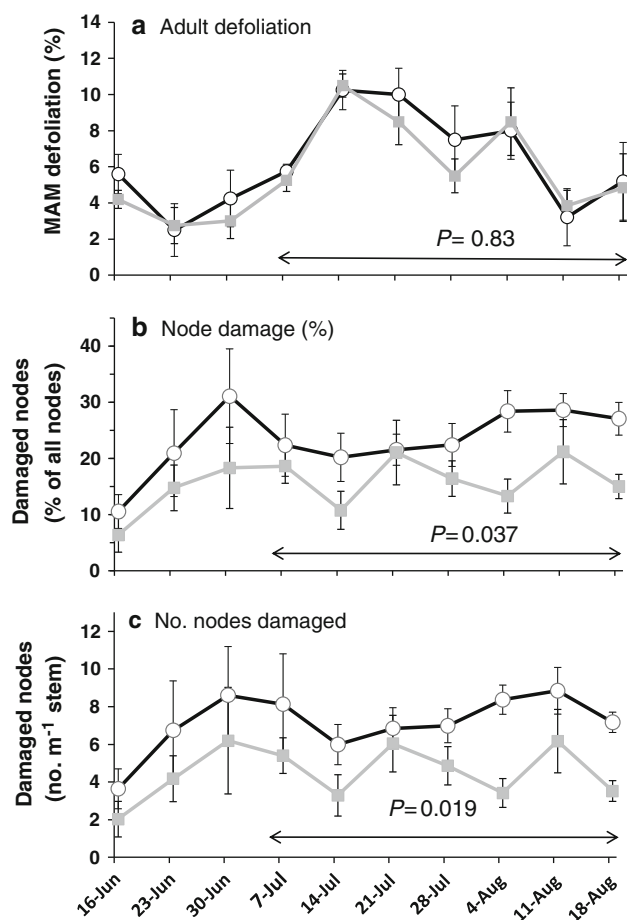 a Adult defoliation
MAM defoliation (%)
14
12
10
8
6
4
2
0
P= 0.83
b Node damage (%)
Damaged nodes
(% of all nodes)
40
30
20
10
0
P=0.037
c No. nodes damaged
Damaged nodes
(no. m-1 stem)
12
10
8
6
4
2
0
P=0.019
16-Jun
23-Jun
30-Jun
7-Jul
14-Jul
21-Jul
28-Jul
4-Aug
11-Aug
18-Aug